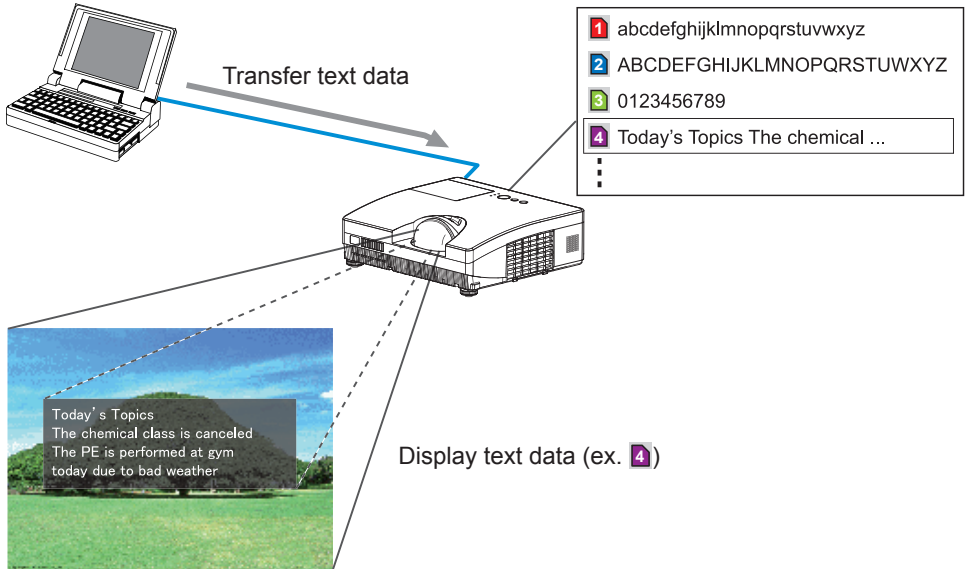 Transfer text data
1 abcdefghijklmnopqrstuvwxyz
2 ABCDEFGHIJKLMNOPQRSTUWXYZ
3 0123456789
4 Today's Topics The chemical ...
Today's Topics
The chemical class is canceled
The PE is performed at gym
today due to bad weather
Display text data (ex. 4)